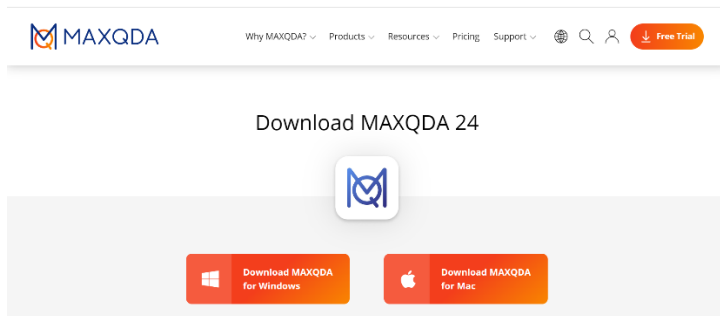 MAXQDA
Why MAXQDA? Products Resources Pricing Support Free Trial
Download MAXQDA 24
Download MAXQDA
for Windows
Download MAXQDA
for Mac